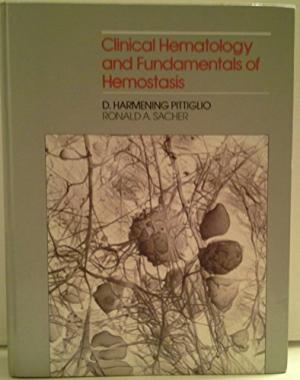 Clinical Hematology
and Fundamentals of
Hemostasis
D. HARMENING PITTIGLIO
RONALD A. SACHER